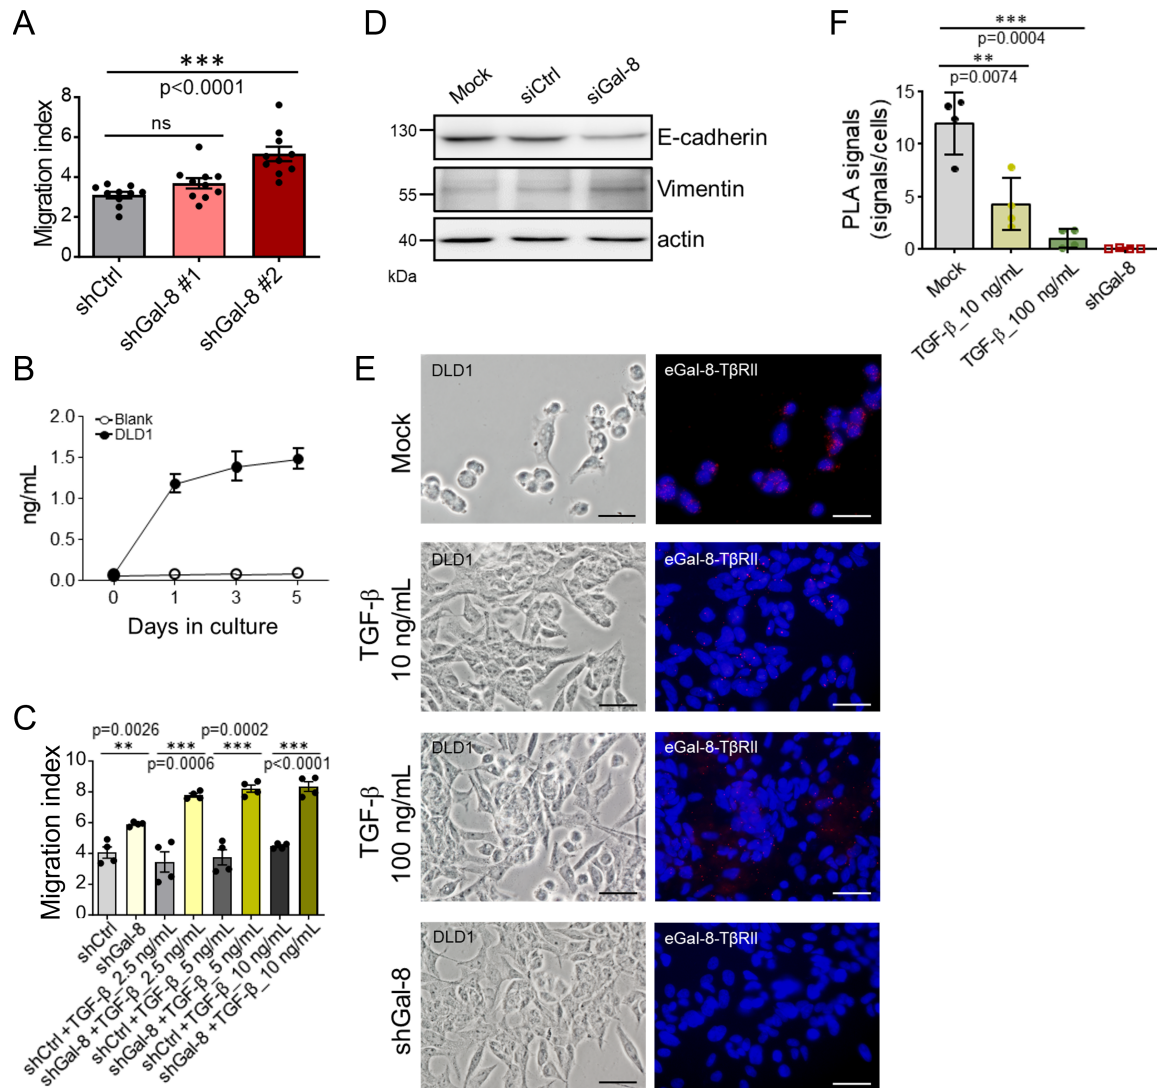 A
***
p<0.0001
ns
Migration index
8
6
4
2
0
shCtrl
shGal-8 #1
shGal-8 #2
B
ng/mL
2.0
1.5
1.0
0.5
0.0
Blank
DLD1
0 1 3 5
Days in culture
C
p=0.0026 p=0.0002
** *** *** ***
p=0.0006 p<0.0001
Migration index
10
8
6
4
2
0
shCtrl
shGal-8
shCtrl+TGF-β_2.5 ng/mL
shGal-8 +TGF-β_2.5 ng/mL
shCtrl+TGF-β_5 ng/mL
shGal-8 +TGF-β_5 ng/mL
shCtrl+TGF-β_10 ng/mL
shGal-8 +TGF-β_10 ng/mL
D
Mock siCtrl siGal-8
130 E-cadherin
55 Vimentin
40 actin
kDa
E
Mock
DLD1 eGal-8-TβRII
TGF-β
10 ng/mL
DLD1 eGal-8-TβRII
TGF-β
100 ng/mL
DLD1 eGal-8-TβRII
shGal-8
DLD1 eGal-8-TβRII
F
***
p=0.0004
**
p=0.0074
PLA signals
(signals/cells)
15
10
5
0
Mock
TGF-β_10 ng/mL
TGF-β_100 ng/mL
shGal-8